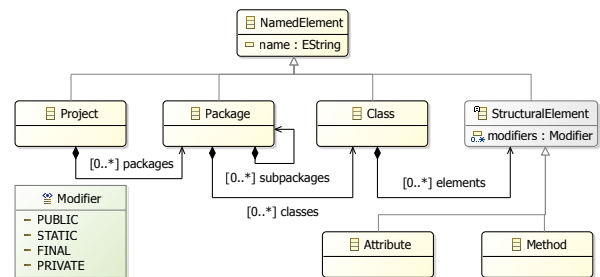 NamedElement
name : EString
Project
Package
Class
StructuralElement
0..* modifiers : Modifier
[0..*] packages
[0..*] subpackages
[0..*] elements
[0..*] classes
Modifier
PUBLIC
STATIC
FINAL
PRIVATE
Attribute
Method